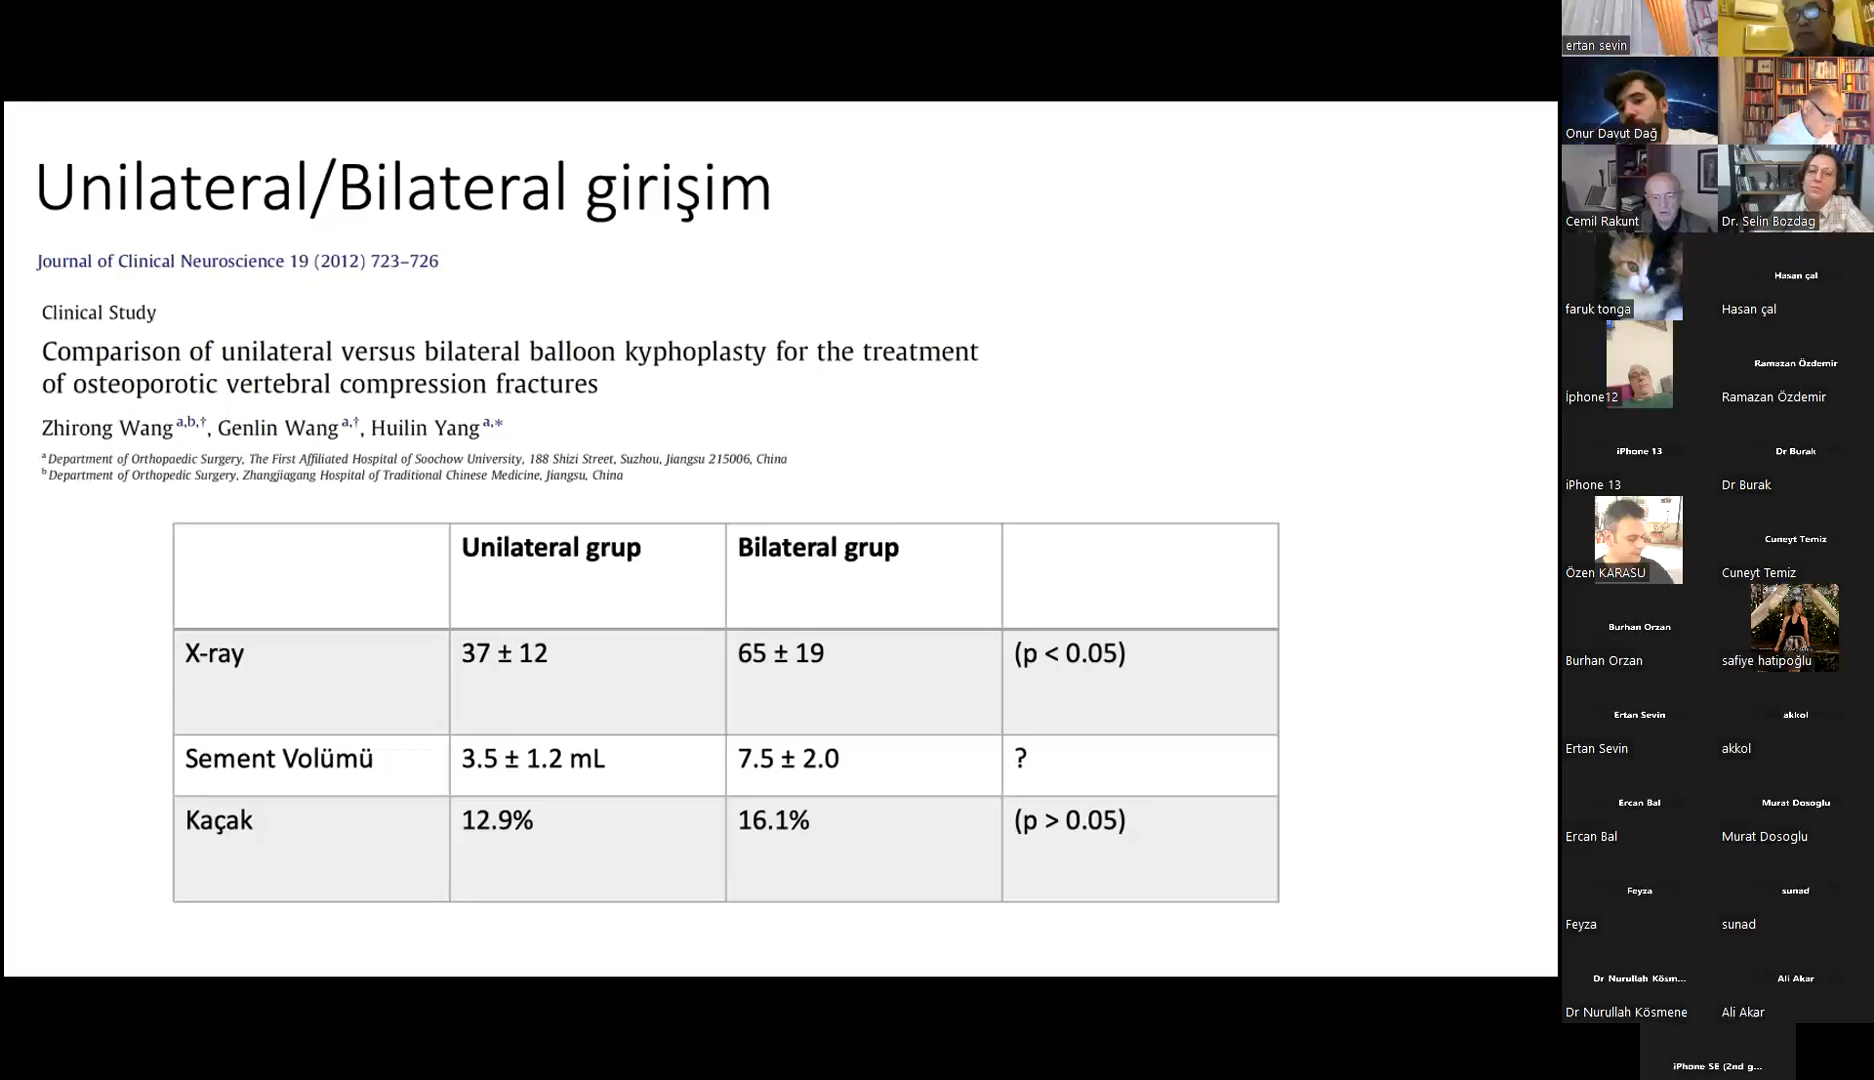 Unilateral/Bilateral girişim
Journal of Clinical Neuroscience 19 (2012) 723–726
Clinical Study
Comparison of unilateral versus bilateral balloon kyphoplasty for the treatment
of osteoporotic vertebral compression fractures
Zhirong Wang a,b,†, Genlin Wang a,†, Huilin Yang a,*
a Department of Orthopaedic Surgery, The First Affiliated Hospital of Soochow University, 188 Shizi Street, Suzhou, Jiangsu 215006, China
b Department of Orthopedic Surgery, Zhangjiagang Hospital of Traditional Chinese Medicine, Jiangsu, China
Unilateral grup Bilateral grup
X-ray 37 ± 12 65 ± 19 (p < 0.05)
Sement Volümü 3.5 ± 1.2 mL 7.5 ± 2.0 ?
Kaçak 12.9% 16.1% (p > 0.05)
ertan sevin
Onur Davut Dağ
Cemil Rakunt
Dr. Selin Bozdag
faruk tonga
Hasan çal
Hasan çal
İphone12
Ramazan Özdemir
Ramazan Özdemir
iPhone 13
iPhone 13
Dr Burak
Dr Burak
Özen KARASU
Cuneyt Temiz
Cuneyt Temiz
Burhan Orzan
Burhan Orzan
safiye hatipoğlu
Ertan Sevin
Ertan Sevin
akkol
akkol
Ercan Bal
Ercan Bal
Murat Dosoglu
Murat Dosoglu
Feyza
Feyza
sunad
sunad
Dr Nurullah Kösm...
Dr Nurullah Kösmene
Ali Akar
Ali Akar
iPhone SE (2nd g...